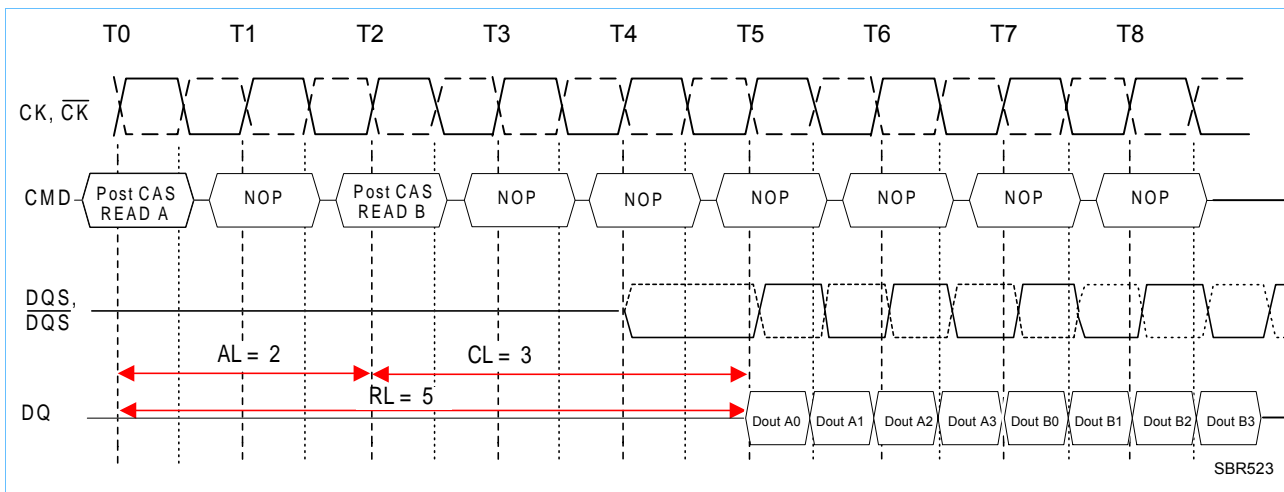 T0 T1 T2 T3 T4 T5 T6 T7 T8
CK, CK
CMD
Post CAS
READ A
NOP
Post CAS
READ B
NOP
NOP
NOP
NOP
NOP
NOP
DQS,
DQS
AL = 2
CL = 3
RL = 5
DQ
Dout A0 Dout A1 Dout A2 Dout A3 Dout B0 Dout B1 Dout B2 Dout B3
SBR523